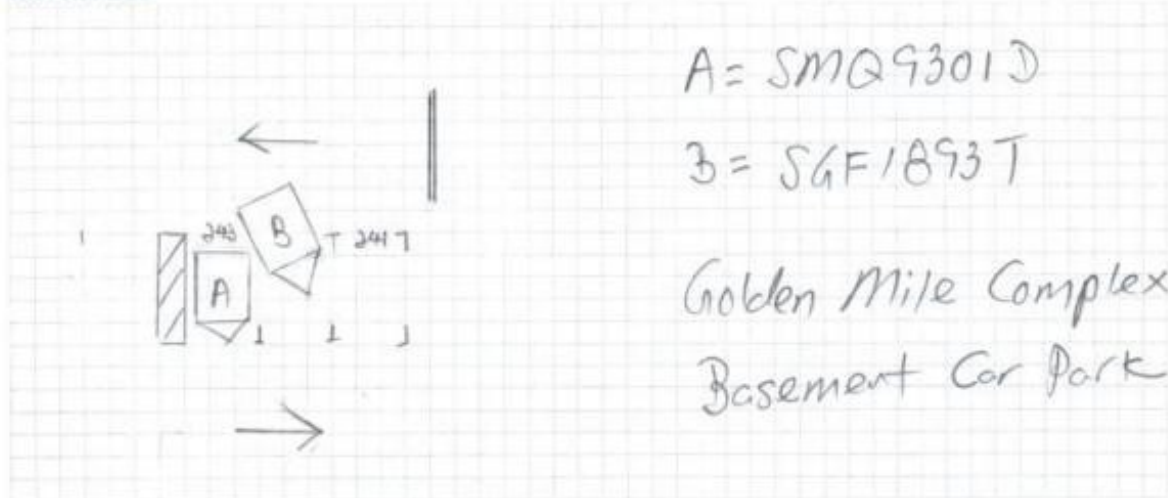 A = SMQ9301D
B = SGF1893T
243 B T 241
A
Golden Mile Complex
Basement Car Park